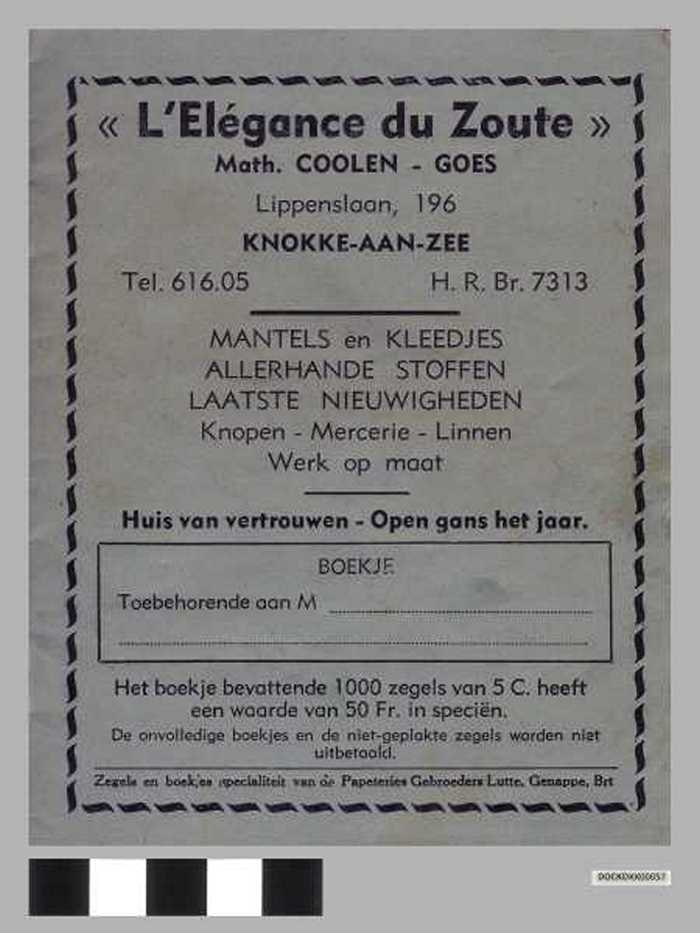 « L'Elégance du Zoute »
Math. COOLEN - GOES
Lippenslaan, 196
KNOKKE-AAN-ZEE
Tel. 616.05 H. R. Br. 7313
MANTELS en KLEEDJES
ALLERHANDE STOFFEN
LAATSTE NIEUWIGHEDEN
Knopen - Mercerie - Linnen
Werk op maat
Huis van vertrouwen - Open gans het jaar.
BOEKJE
Toebehorende aan M
Het boekje bevattende 1000 zegels van 5 C. heeft
een waarde van 50 Fr. in speciën.
De onvolledige boekjes en de niet-geplakte zegels worden niet
uitbetaald.
Zegels en boekjes specialiteit van de Papeteries Gebroeders Lutte, Genappe, Brt